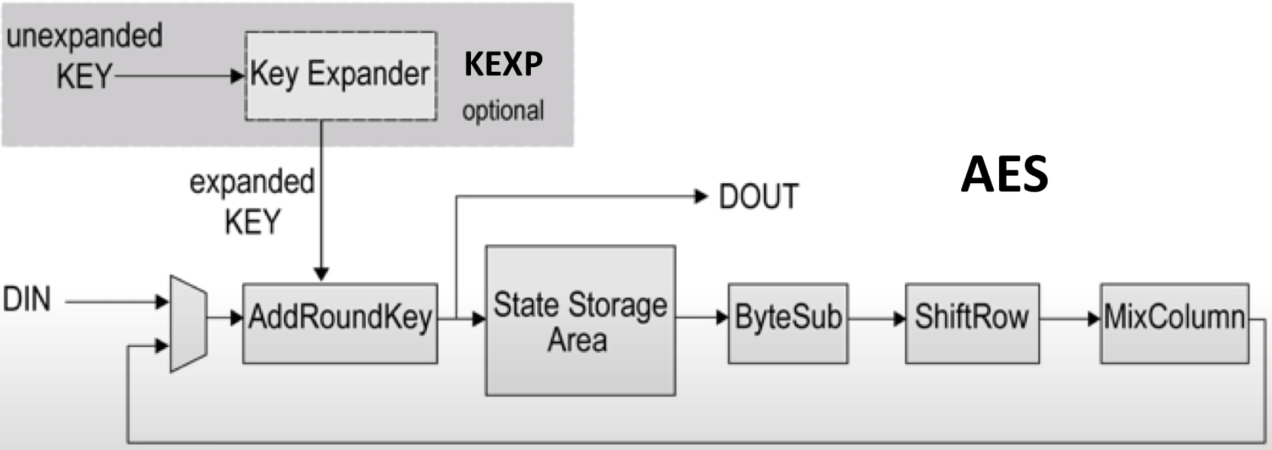 unexpanded
KEY
Key Expander
KEXP
optional
AES
expanded
KEY
DOUT
DIN
AddRoundKey
State Storage
Area
ByteSub
ShiftRow
MixColumn